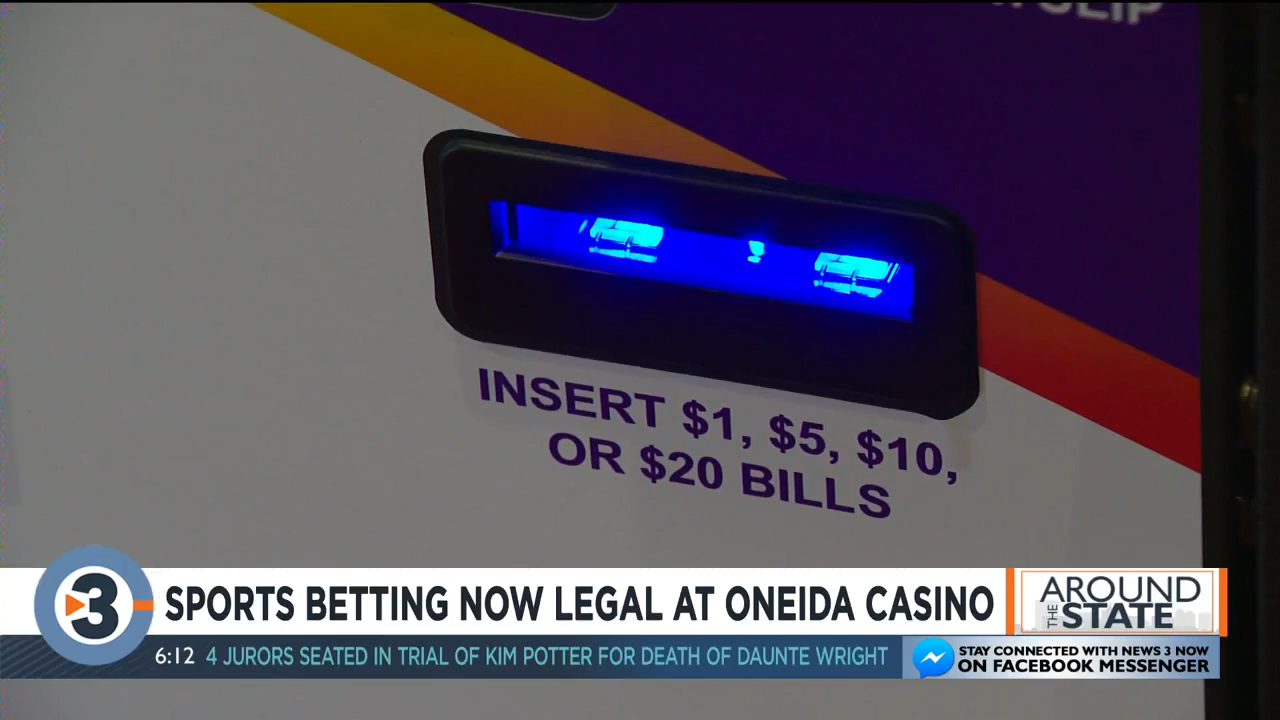 INSERT $1, $5, $10,
OR $20 BILLS
3
SPORTS BETTING NOW LEGAL AT ONEIDA CASINO
AROUND
THE STATE
6:12 4 JURORS SEATED IN TRIAL OF KIM POTTER FOR DEATH OF DAUNTE WRIGHT
STAY CONNECTED WITH NEWS 3 NOW
ON FACEBOOK MESSENGER